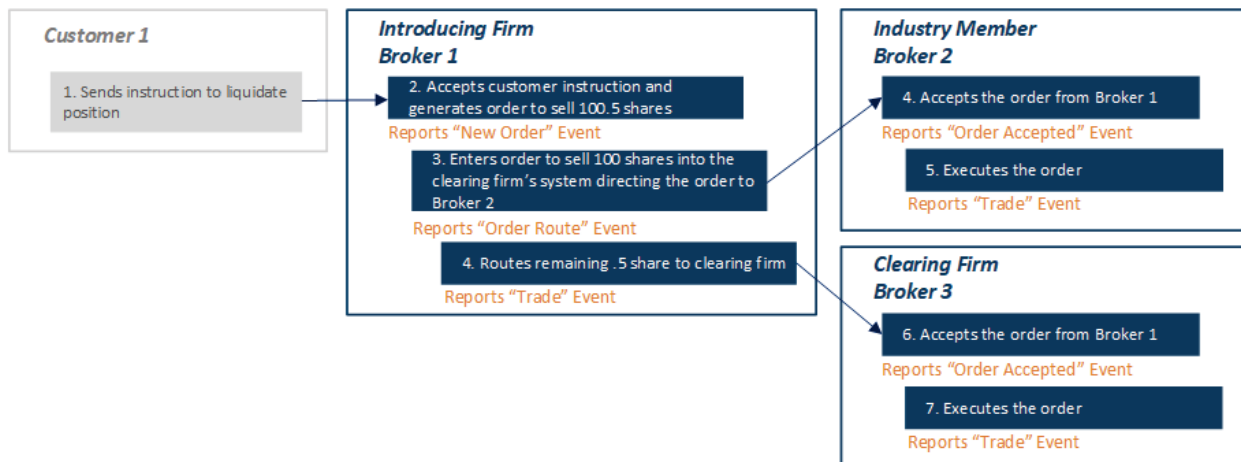 Customer 1
1. Sends instruction to liquidate
position
Introducing Firm
Broker 1
2. Accepts customer instruction and
generates order to sell 100.5 shares
Reports “New Order” Event
3. Enters order to sell 100 shares into the
clearing firm’s system directing the order to
Broker 2
Reports “Order Route” Event
4. Routes remaining .5 share to clearing firm
Reports “Trade” Event
Industry Member
Broker 2
4. Accepts the order from Broker 1
Reports “Order Accepted” Event
5. Executes the order
Reports “Trade” Event
Clearing Firm
Broker 3
6. Accepts the order from Broker 1
Reports “Order Accepted” Event
7. Executes the order
Reports “Trade” Event